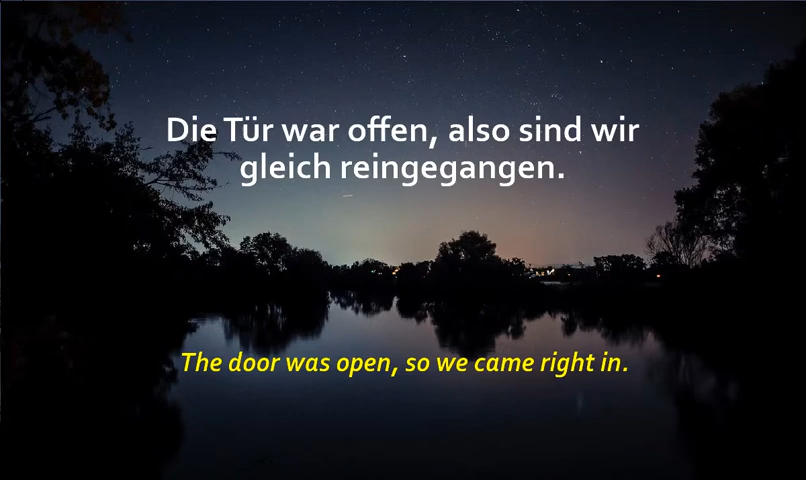 Die Tür war offen, also sind wir
gleich reingegangen.
The door was open, so we came right in.